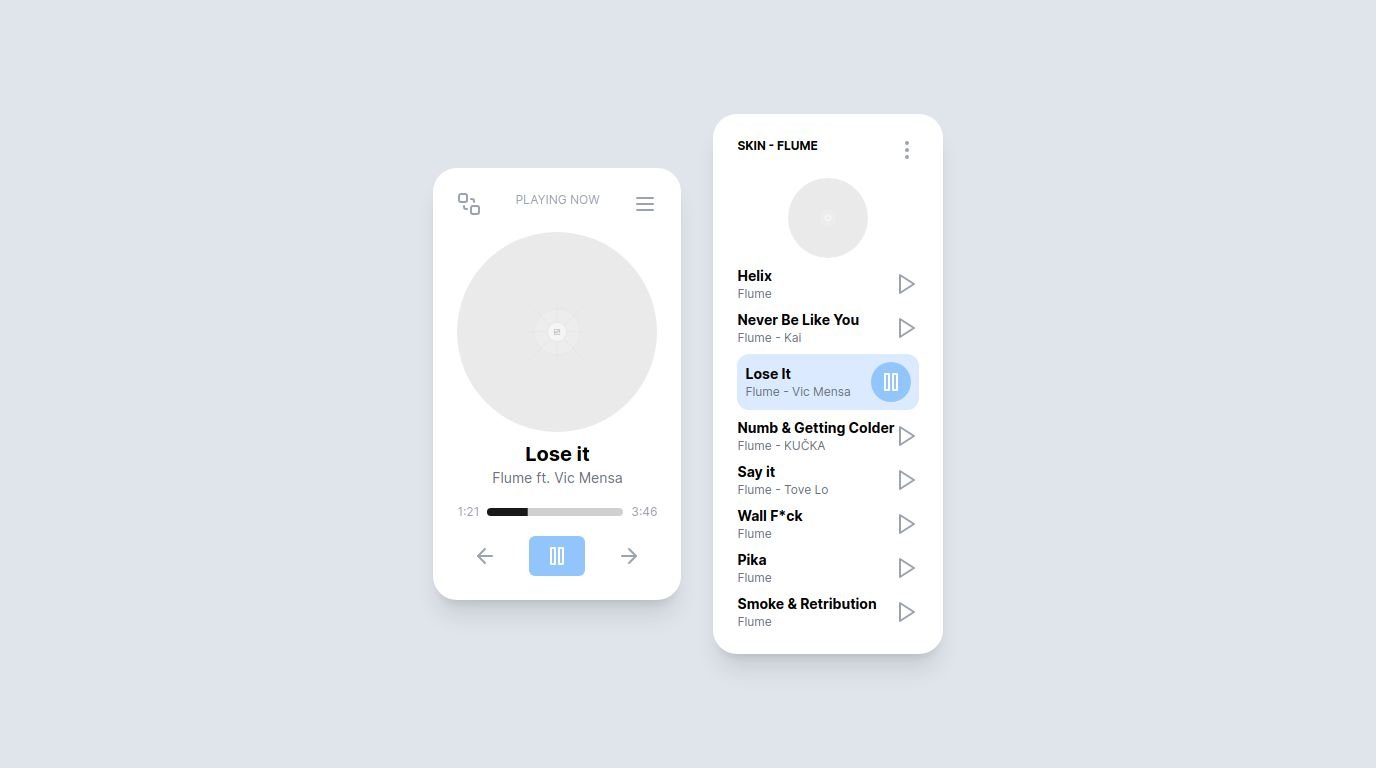 PLAYING NOW
Lose it
Flume ft. Vic Mensa
1:21
3:46
SKIN - FLUME
Helix
Flume
Never Be Like You
Flume - Kai
Lose It
Flume - Vic Mensa
Numb & Getting Colder
Flume - KUČKA
Say it
Flume - Tove Lo
Wall F*ck
Flume
Pika
Flume
Smoke & Retribution
Flume